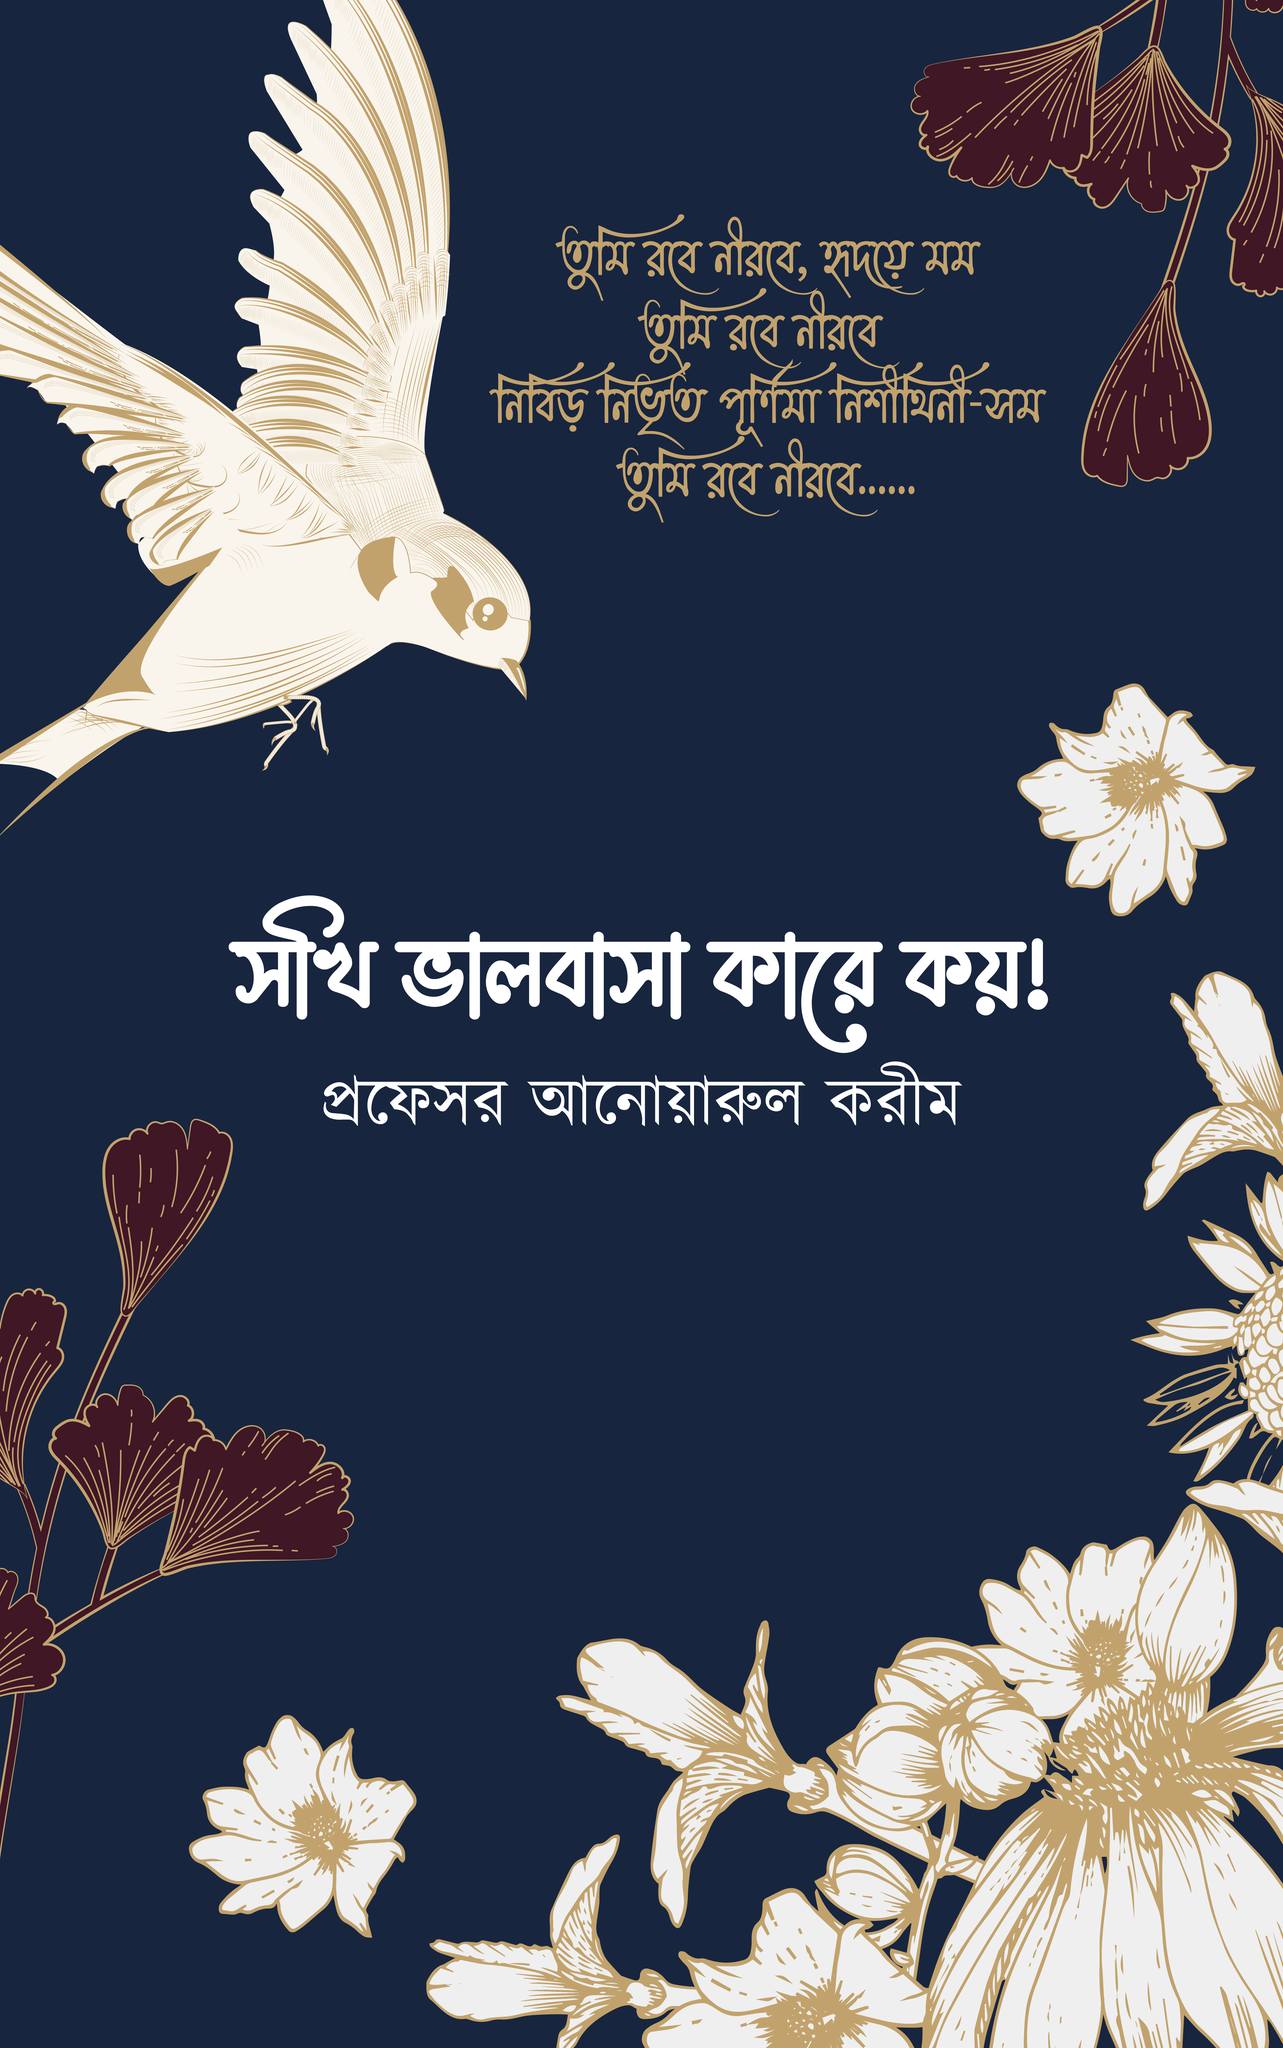 তুমি রবে নীরবে, হৃদয়ে মম
তুমি রবে নীরবে
নিবিড় নিভৃত পূর্ণিমা নিশীথিনী-সম
তুমি রবে নীরবে......
সখি ভালবাসা কারে কয়!
প্রফেসর আনোয়ারুল করীম